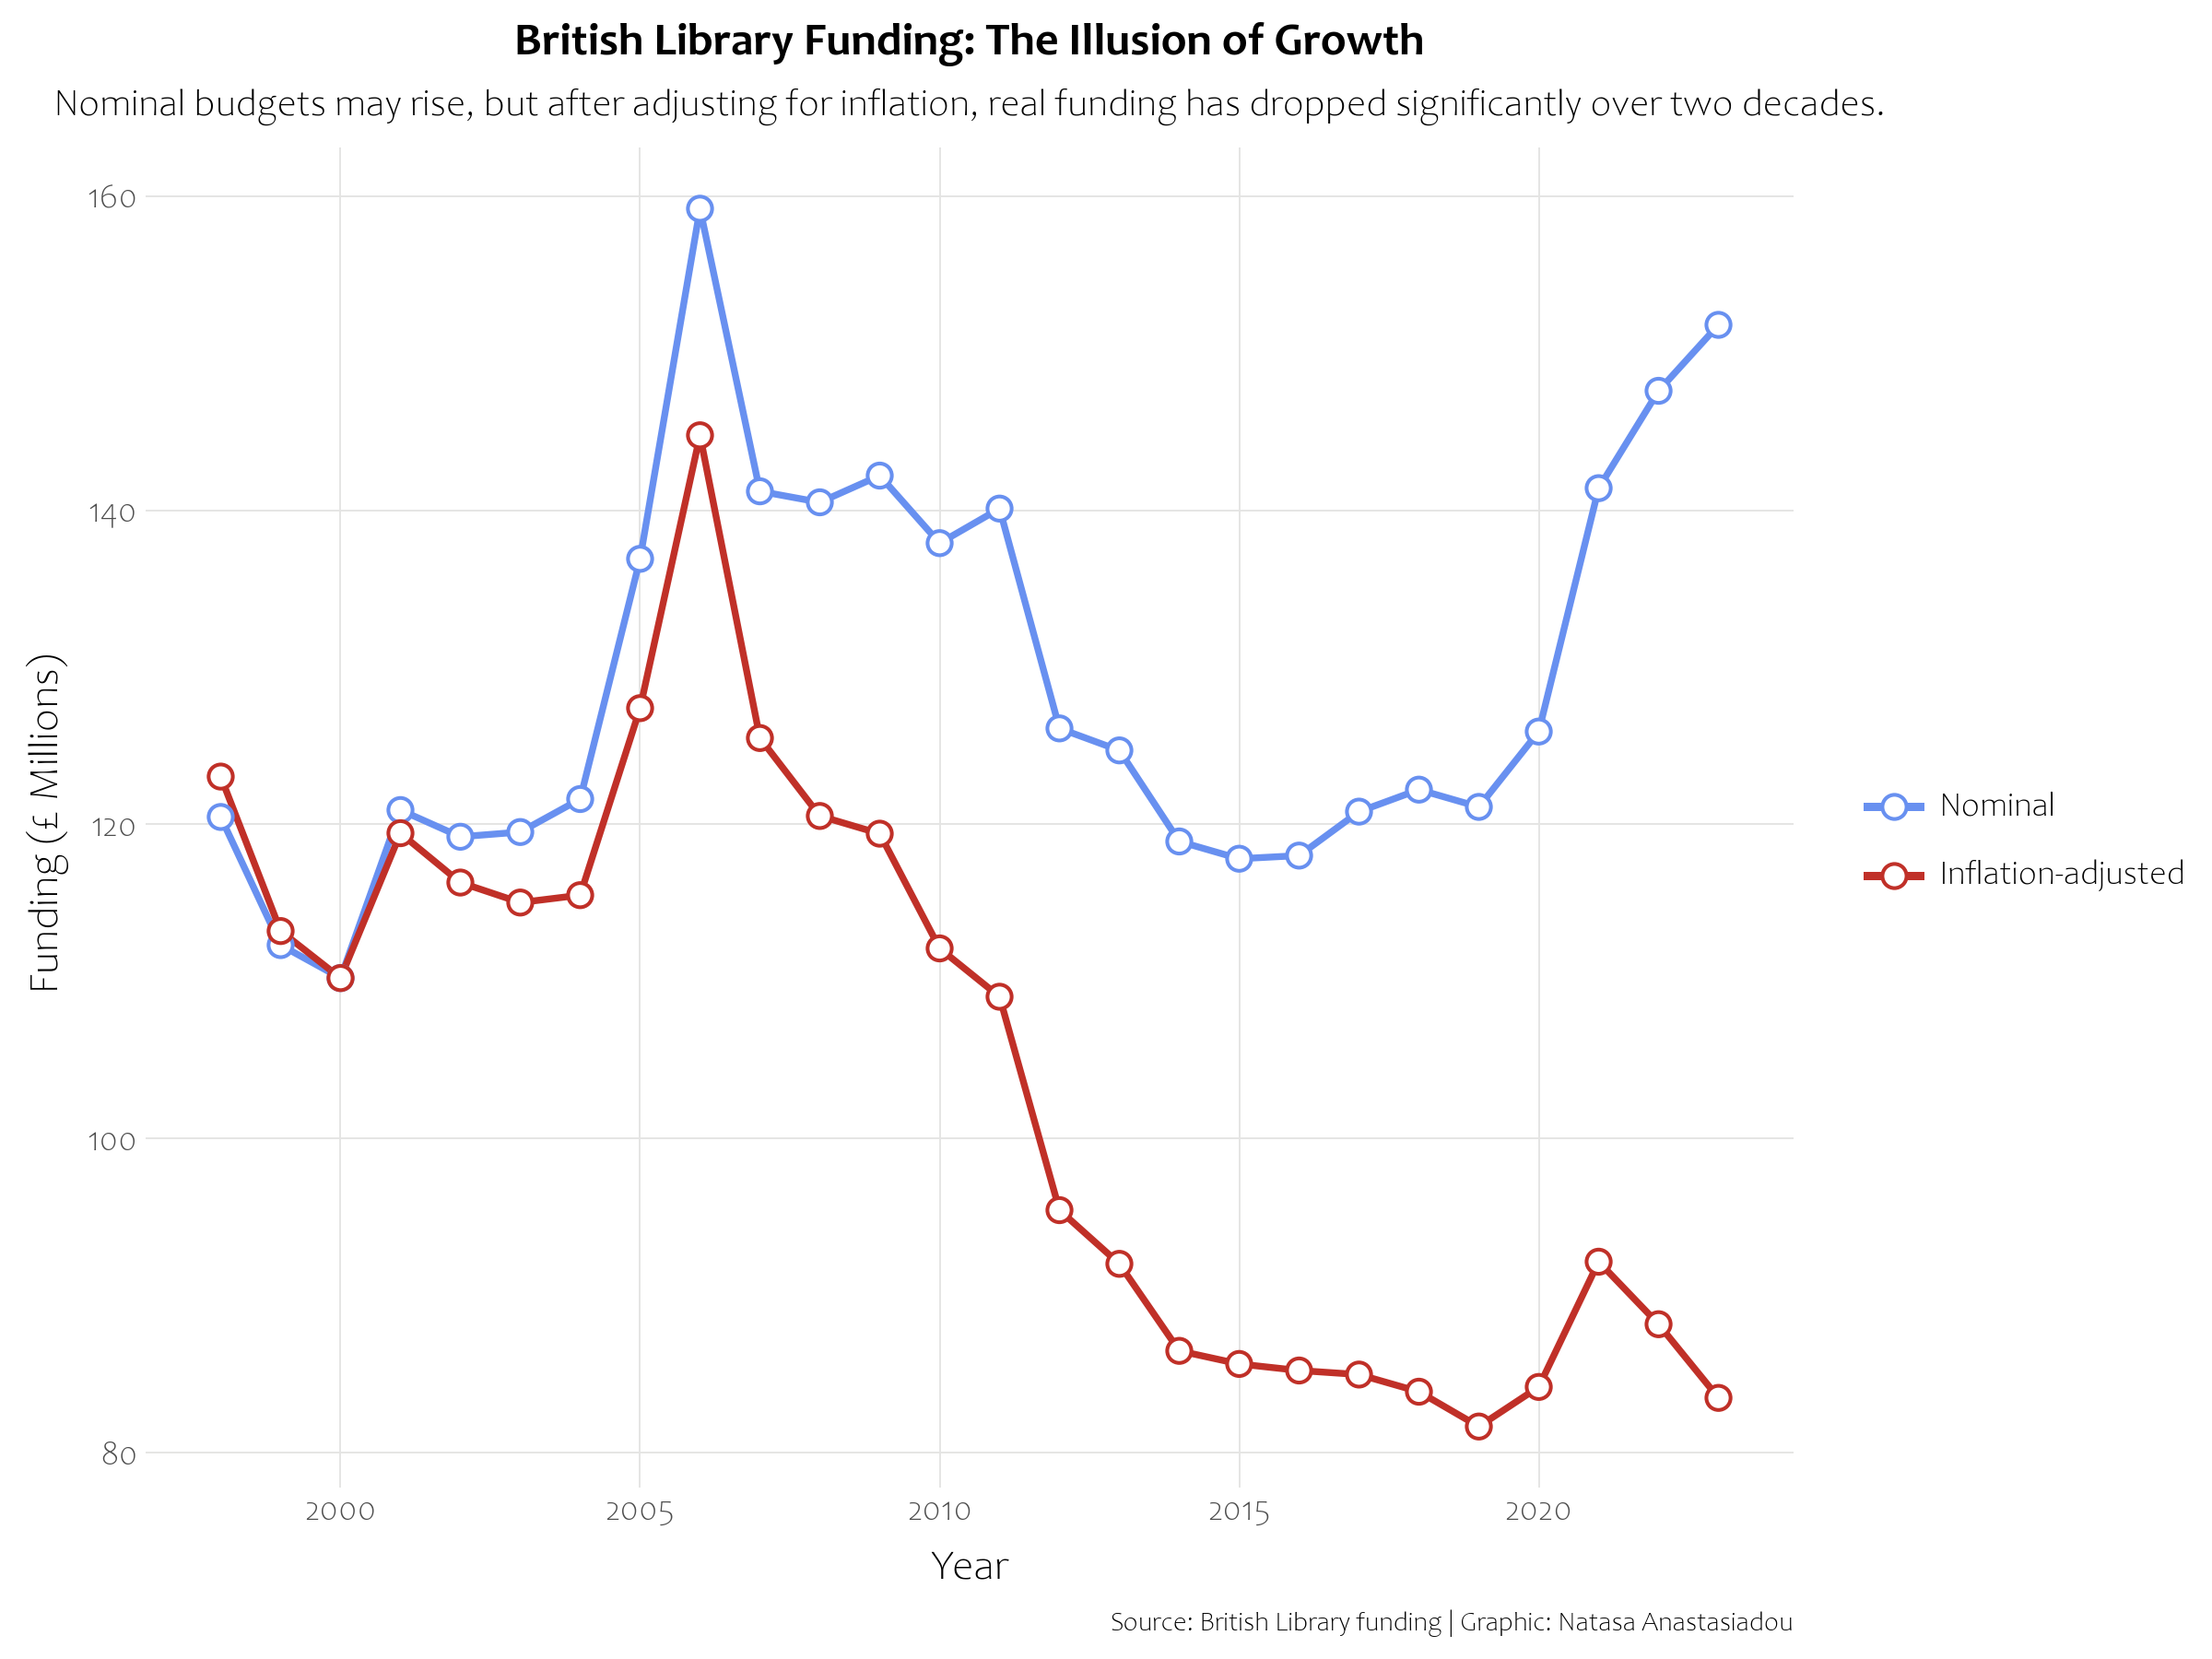 British Library Funding: The Illusion of Growth
Nominal budgets may rise, but after adjusting for inflation, real funding has dropped significantly over two decades.
160
140
120
100
80
Funding (£ Millions)
Nominal
Inflation-adjusted
2000 2005 2010 2015 2020
Year
Source: British Library funding | Graphic: Natasa Anastasiadou